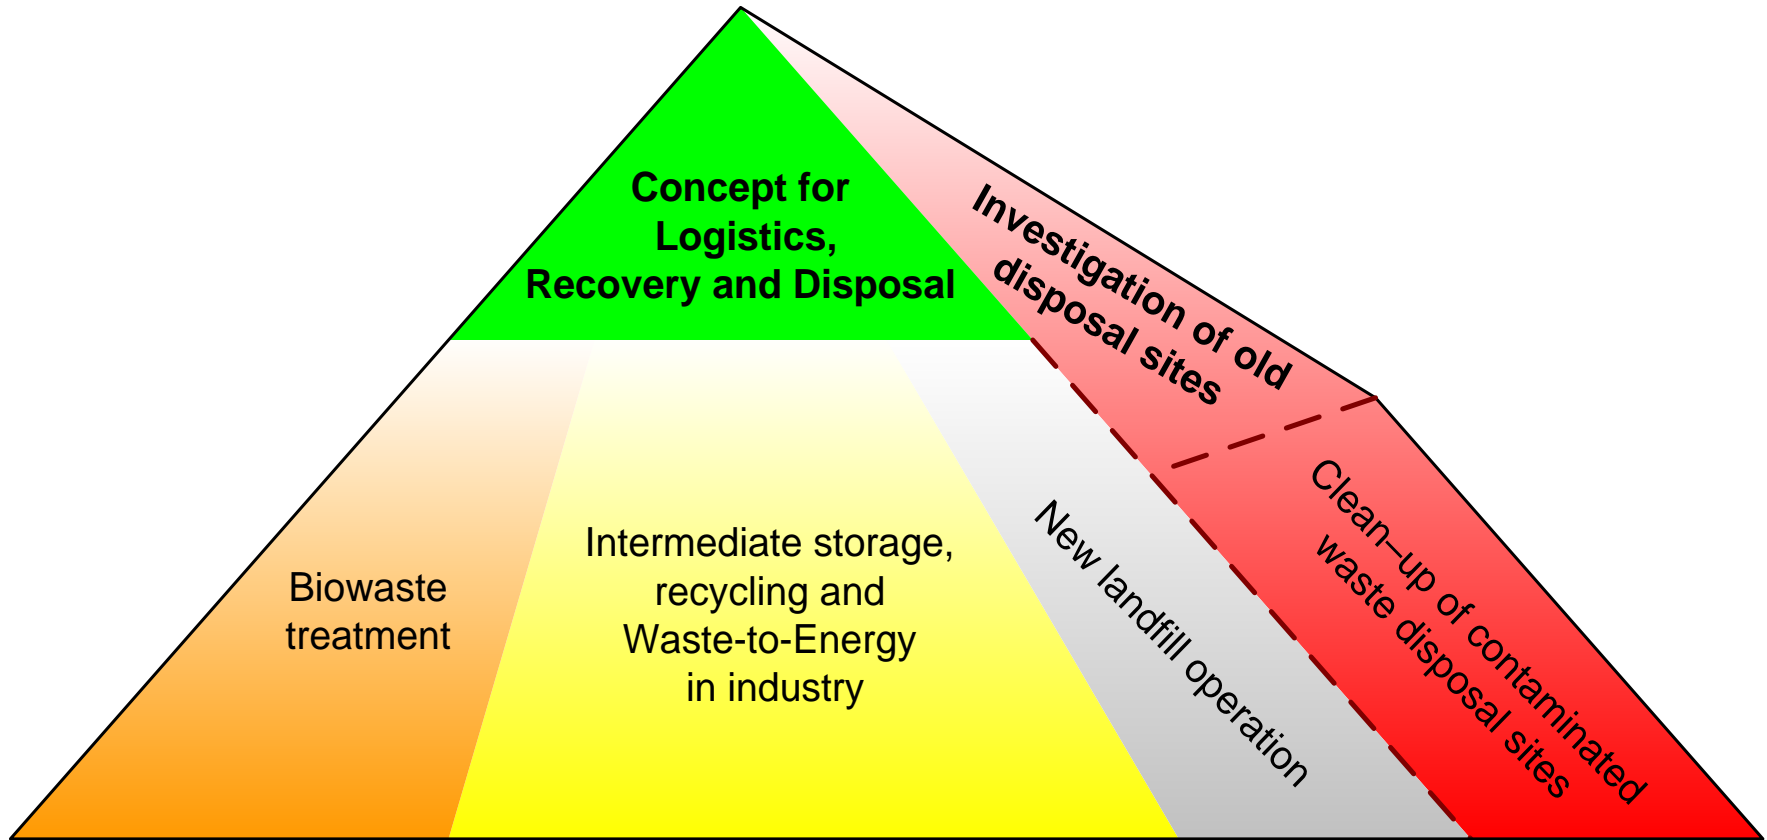 Concept for
Logistics,
Recovery and Disposal
Investigation of old
disposal sites
Biowaste
treatment
Intermediate storage,
recycling and
Waste-to-Energy
in industry
New landfill operation
Clean–up of contaminated
waste disposal sites